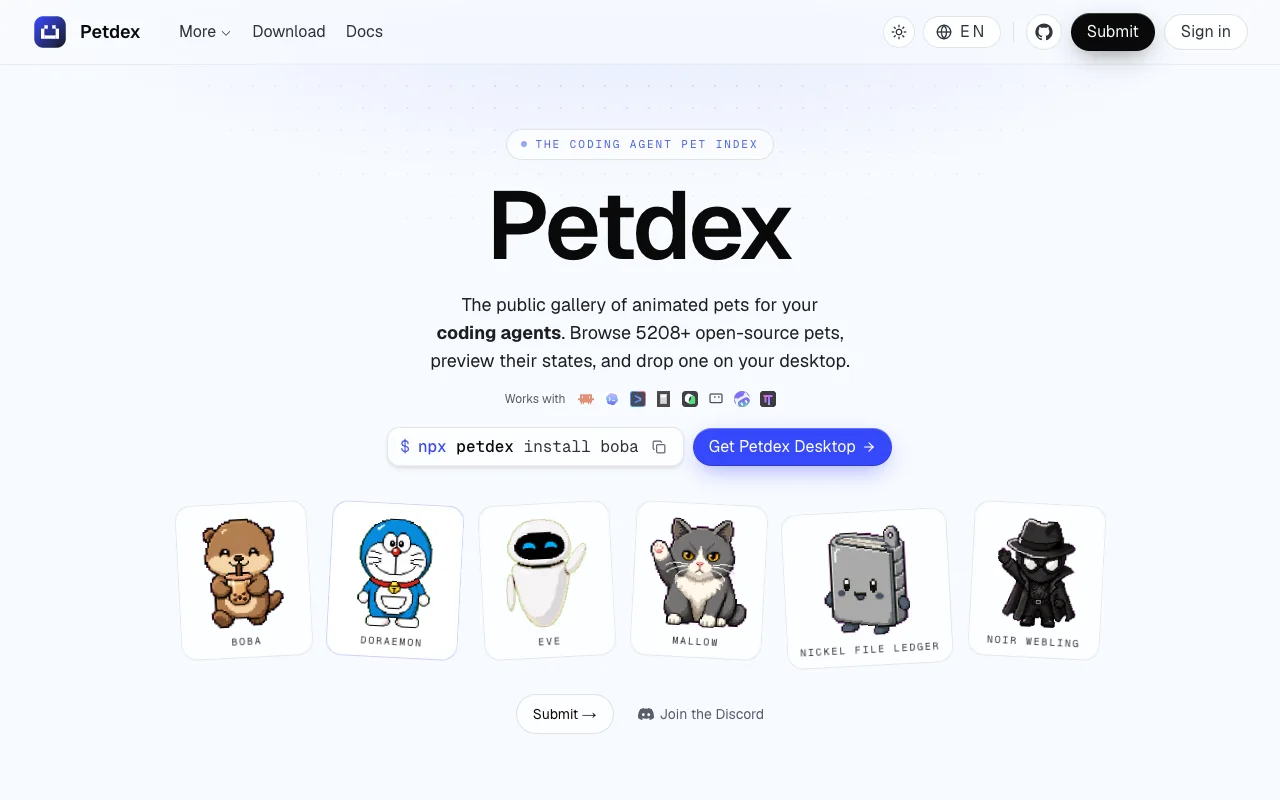 Petdex
More
Download
Docs
EN
Submit
Sign in
THE CODING AGENT PET INDEX
Petdex
The public gallery of animated pets for your
coding agents. Browse 5208+ open-source pets,
preview their states, and drop one on your desktop.
Works with
$ npx petdex install boba
Get Petdex Desktop →
BOBA
DORAEMON
EVE
MALLOW
NICKEL FILE LEDGER
NOIR WEBLING
Submit →
Join the Discord